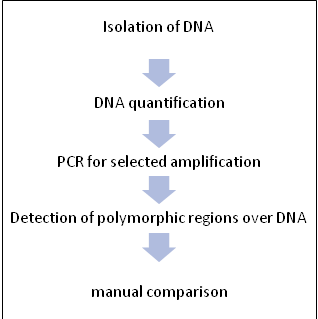 Isolation of DNA
DNA quantification
PCR for selected amplification
Detection of polymorphic regions over DNA
manual comparison